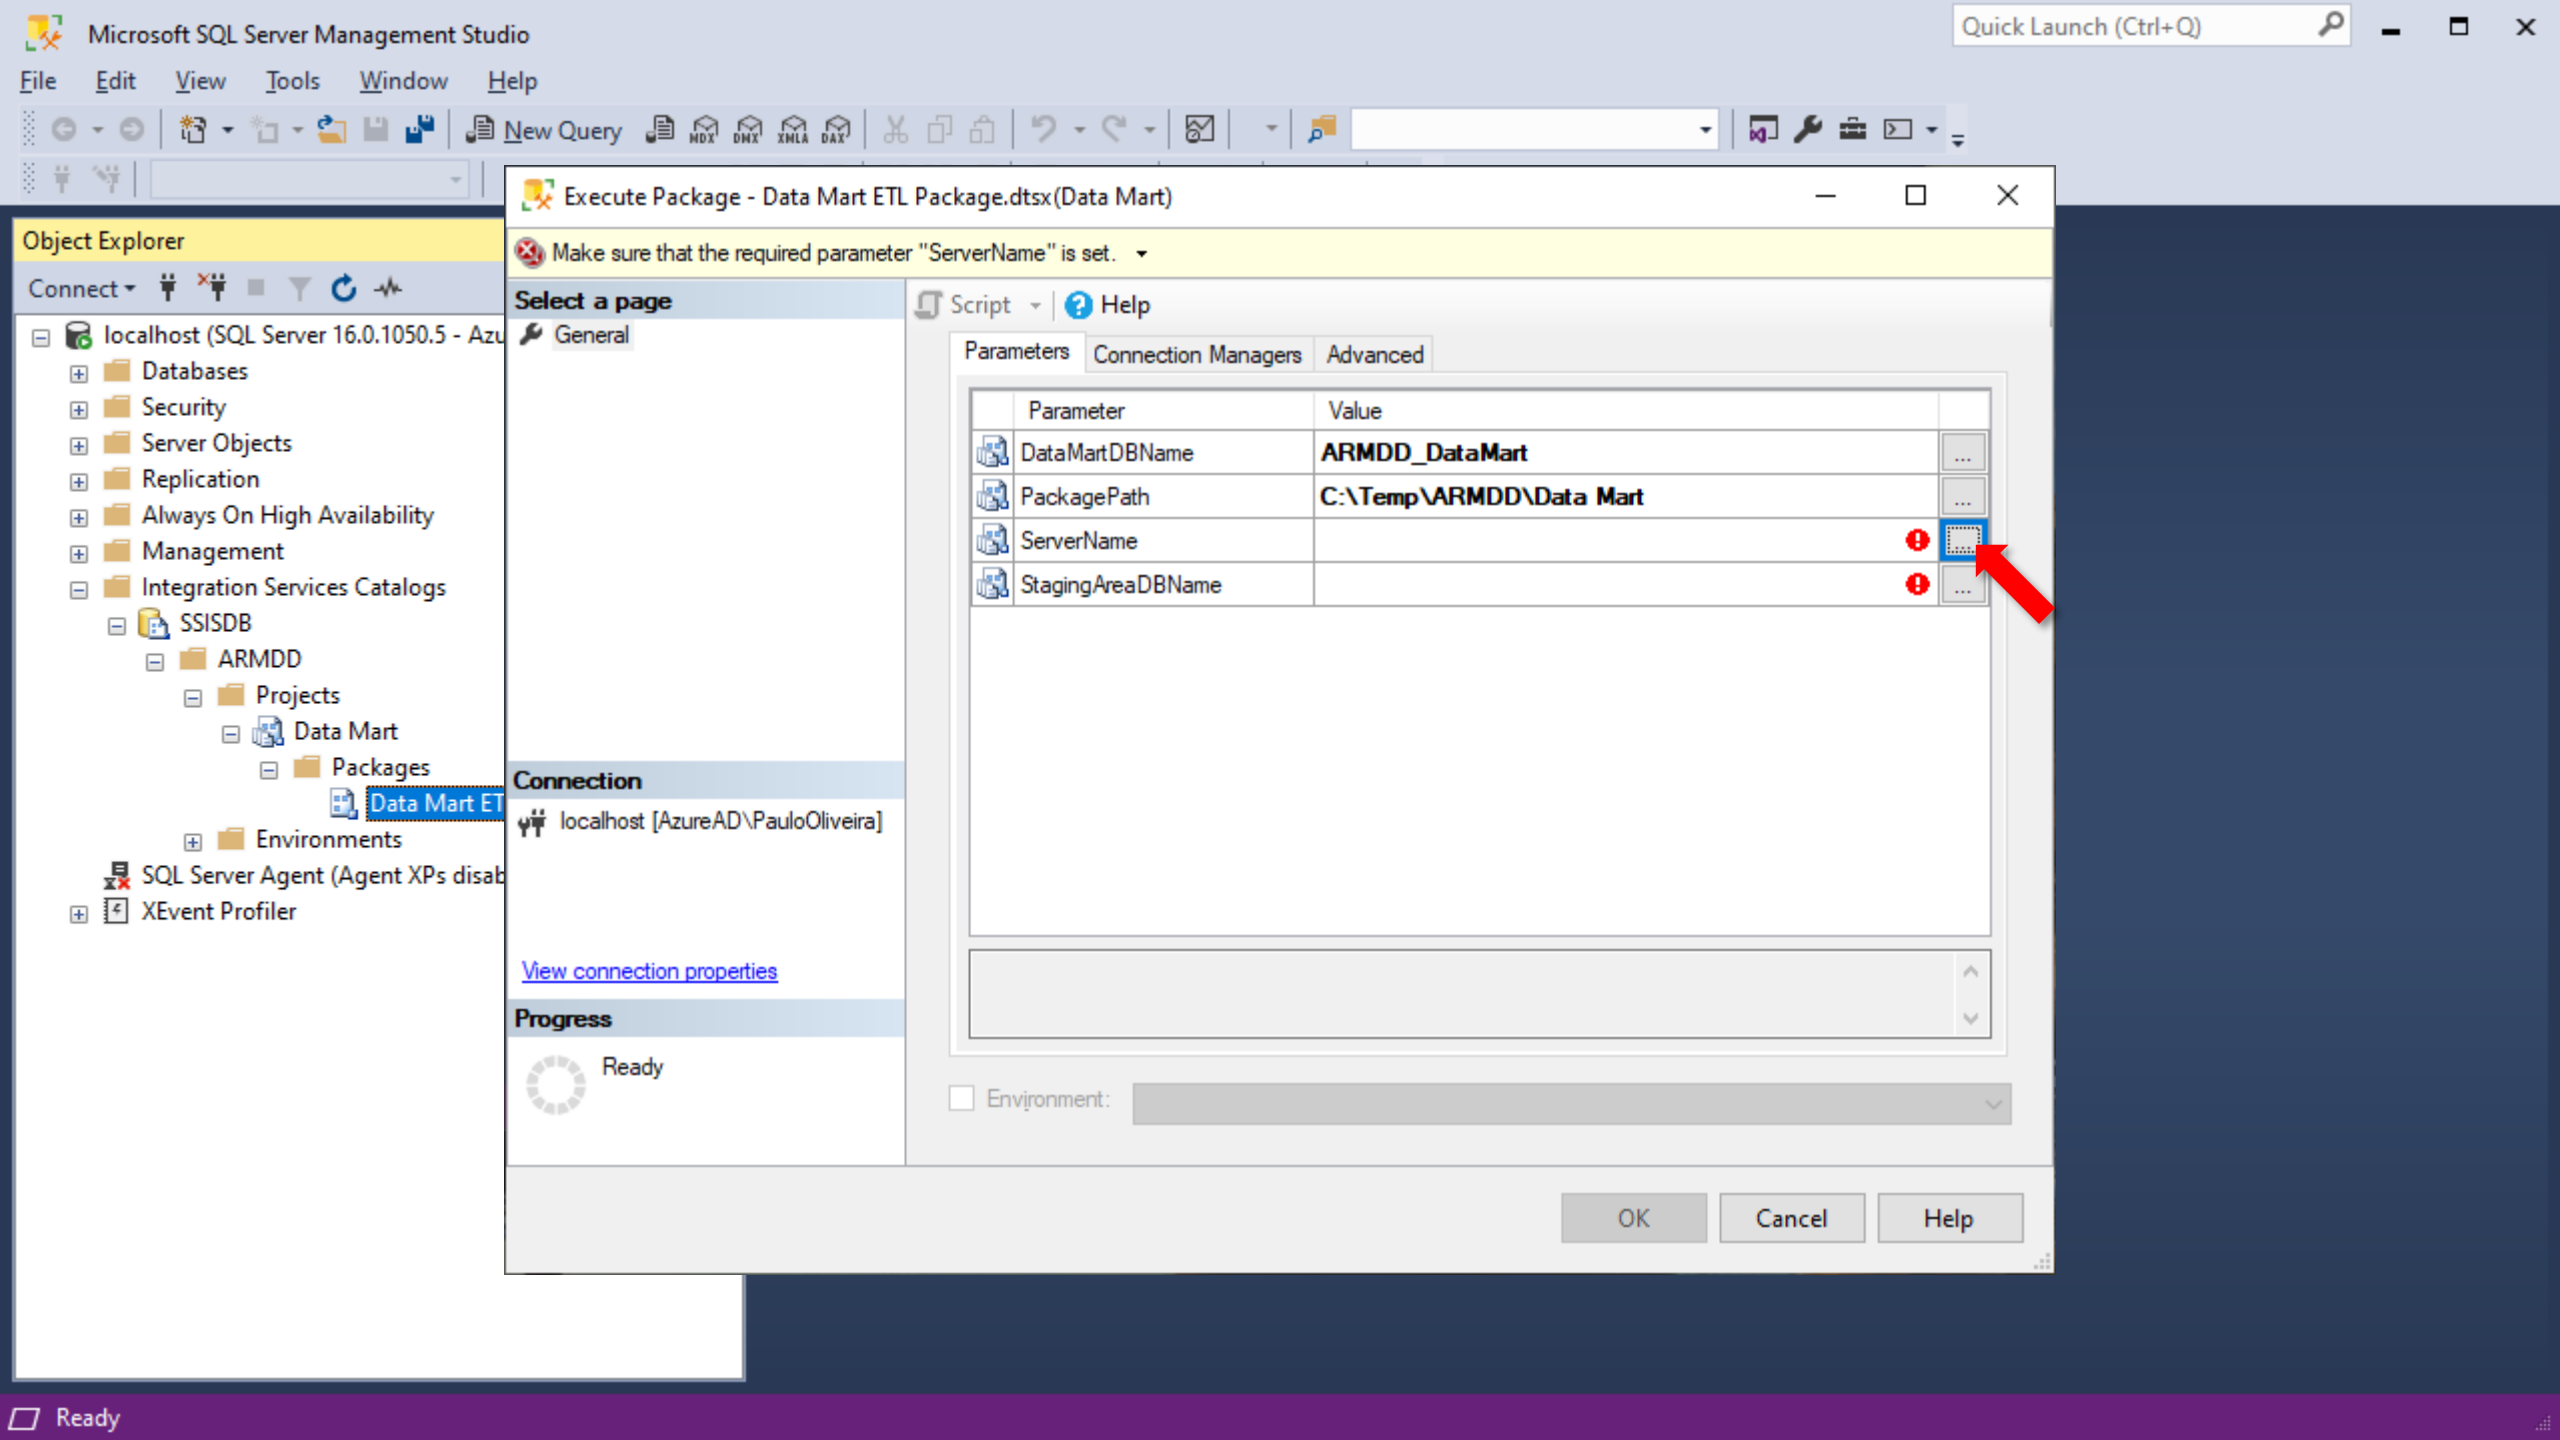 Microsoft SQL Server Management Studio
Quick Launch (Ctrl+Q)
File Edit View Tools Window Help
New Query MDX DMX XMLA DAX
Execute Package - Data Mart ETL Package.dtsx(Data Mart)
Make sure that the required parameter "ServerName" is set.
Object Explorer
Connect
localhost (SQL Server 16.0.1050.5 - Azu
Databases
Security
Server Objects
Replication
Always On High Availability
Management
Integration Services Catalogs
SSISDB
ARMDD
Projects
Data Mart
Packages
Data Mart ET
Environments
SQL Server Agent (Agent XPs disab
XEvent Profiler
Select a page
General
Connection
localhost [AzureAD\PauloOliveira]
View connection properties
Progress
Ready
Script Help
Parameters Connection Managers Advanced
Parameter Value
DataMartDBName ARMDD_DataMart ...
PackagePath C:\Temp\ARMDD\Data Mart ...
ServerName ...
StagingAreaDBName ...
Environment:
OK Cancel Help
Ready